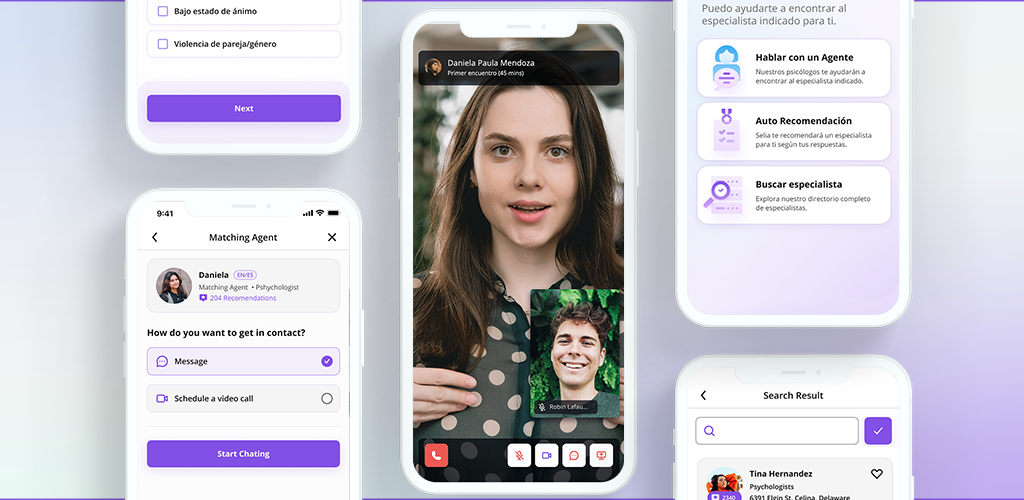 Bajo estado de ánimo
Violencia de pareja/género
Next
9:41
Matching Agent
Daniela EN/ES
Matching Agent • Pshychologist
204 Recomendations
How do you want to get in contact?
Message
Schedule a video call
Start Chating
Daniela Paula Mendoza
Primer encuentro (45 mins)
Robin Lafau...
Puedo ayudarte a encontrar al
especialista indicado para ti.
Hablar con un Agente
Nuestros psicólogos te ayudarán a
encontrar al especialista indicado.
Auto Recomendación
Selia te recomendará un especialista
para ti según tus respuestas.
Buscar especialista
Explora nuestro directorio completo
de especialistas.
Search Result
Tina Hernandez
Psychologists
2340
6391 Elgin St. Celina, Delaware